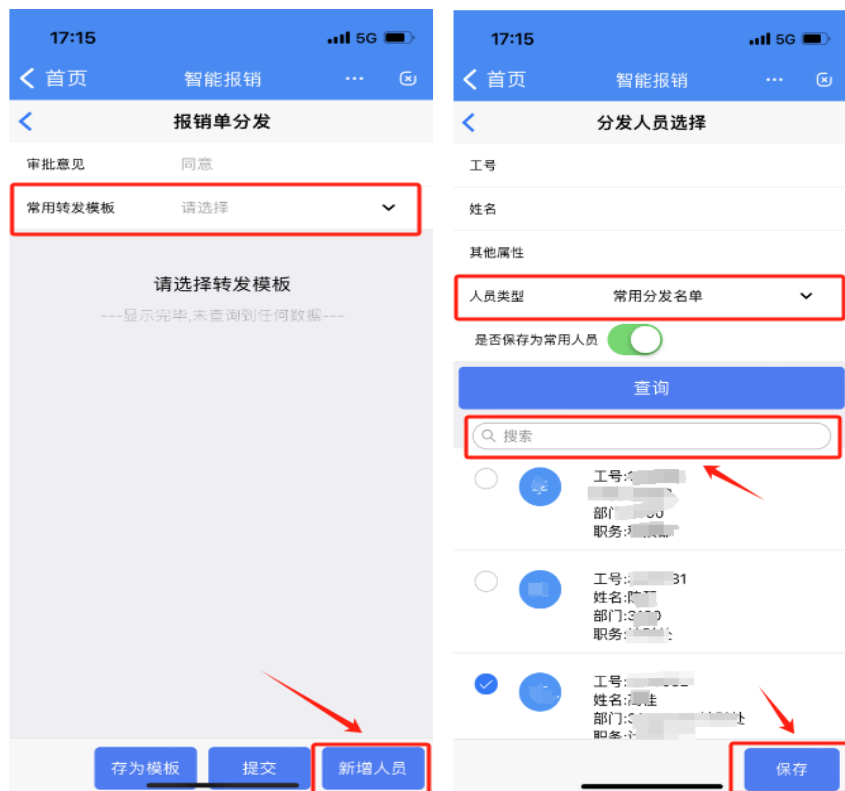 17:15
5G
首页
智能报销
报销单分发
审批意见
同意
常用转发模板
请选择
请选择转发模板
---显示完毕,未查询到任何数据---
存为模板
提交
新增人员
17:15
5G
首页
智能报销
分发人员选择
工号
姓名
其他属性
人员类型
常用分发名单
是否保存为常用人员
查询
搜索
工号:
部门
职务:
工号:
姓名:
部门:
职务:
工号:
姓名:
部门:
职务:
保存